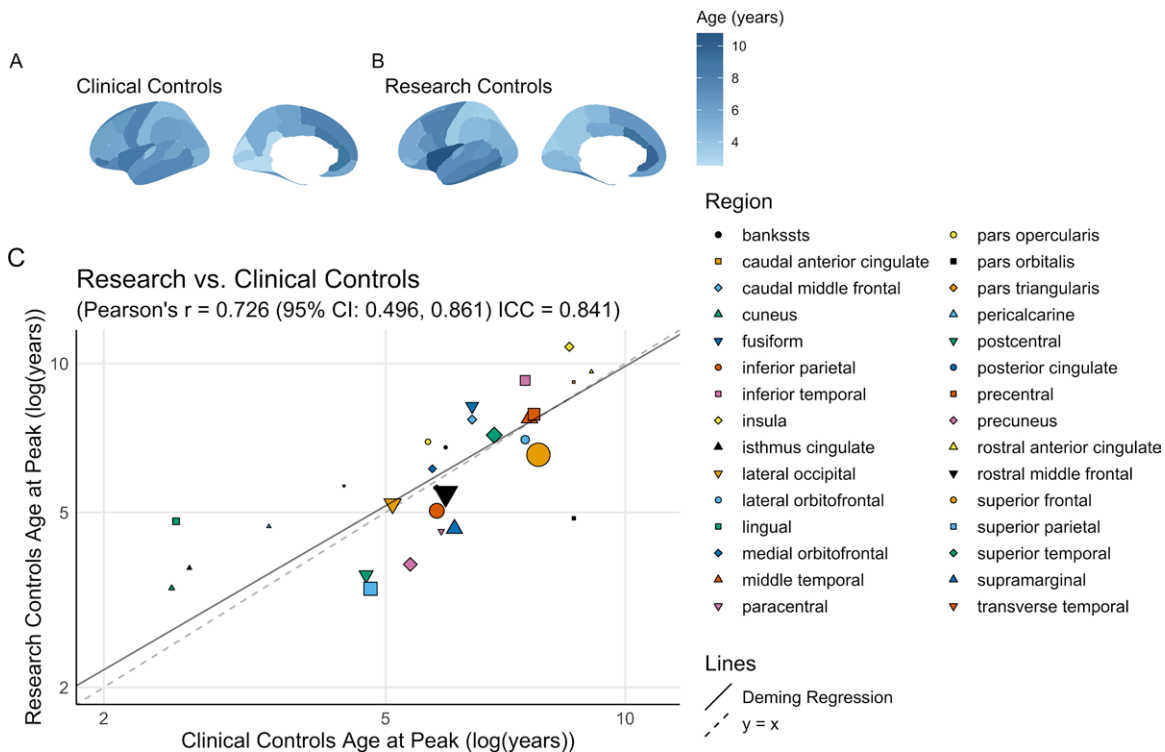 Age (years)
10
8
6
4
A
Clinical Controls
B
Research Controls
C
Research vs. Clinical Controls
(Pearson's r = 0.726 (95% CI: 0.496, 0.861) ICC = 0.841)
Research Controls Age at Peak (log(years))
10
5
2
2
5
10
Clinical Controls Age at Peak (log(years))
Region
bankssts
caudal anterior cingulate
caudal middle frontal
cuneus
fusiform
inferior parietal
inferior temporal
insula
isthmus cingulate
lateral occipital
lateral orbitofrontal
lingual
medial orbitofrontal
middle temporal
paracentral
pars opercularis
pars orbitalis
pars triangularis
pericalcarine
postcentral
posterior cingulate
precentral
precuneus
rostral anterior cingulate
rostral middle frontal
superior frontal
superior parietal
superior temporal
supramarginal
transverse temporal
Lines
Deming Regression
y = x